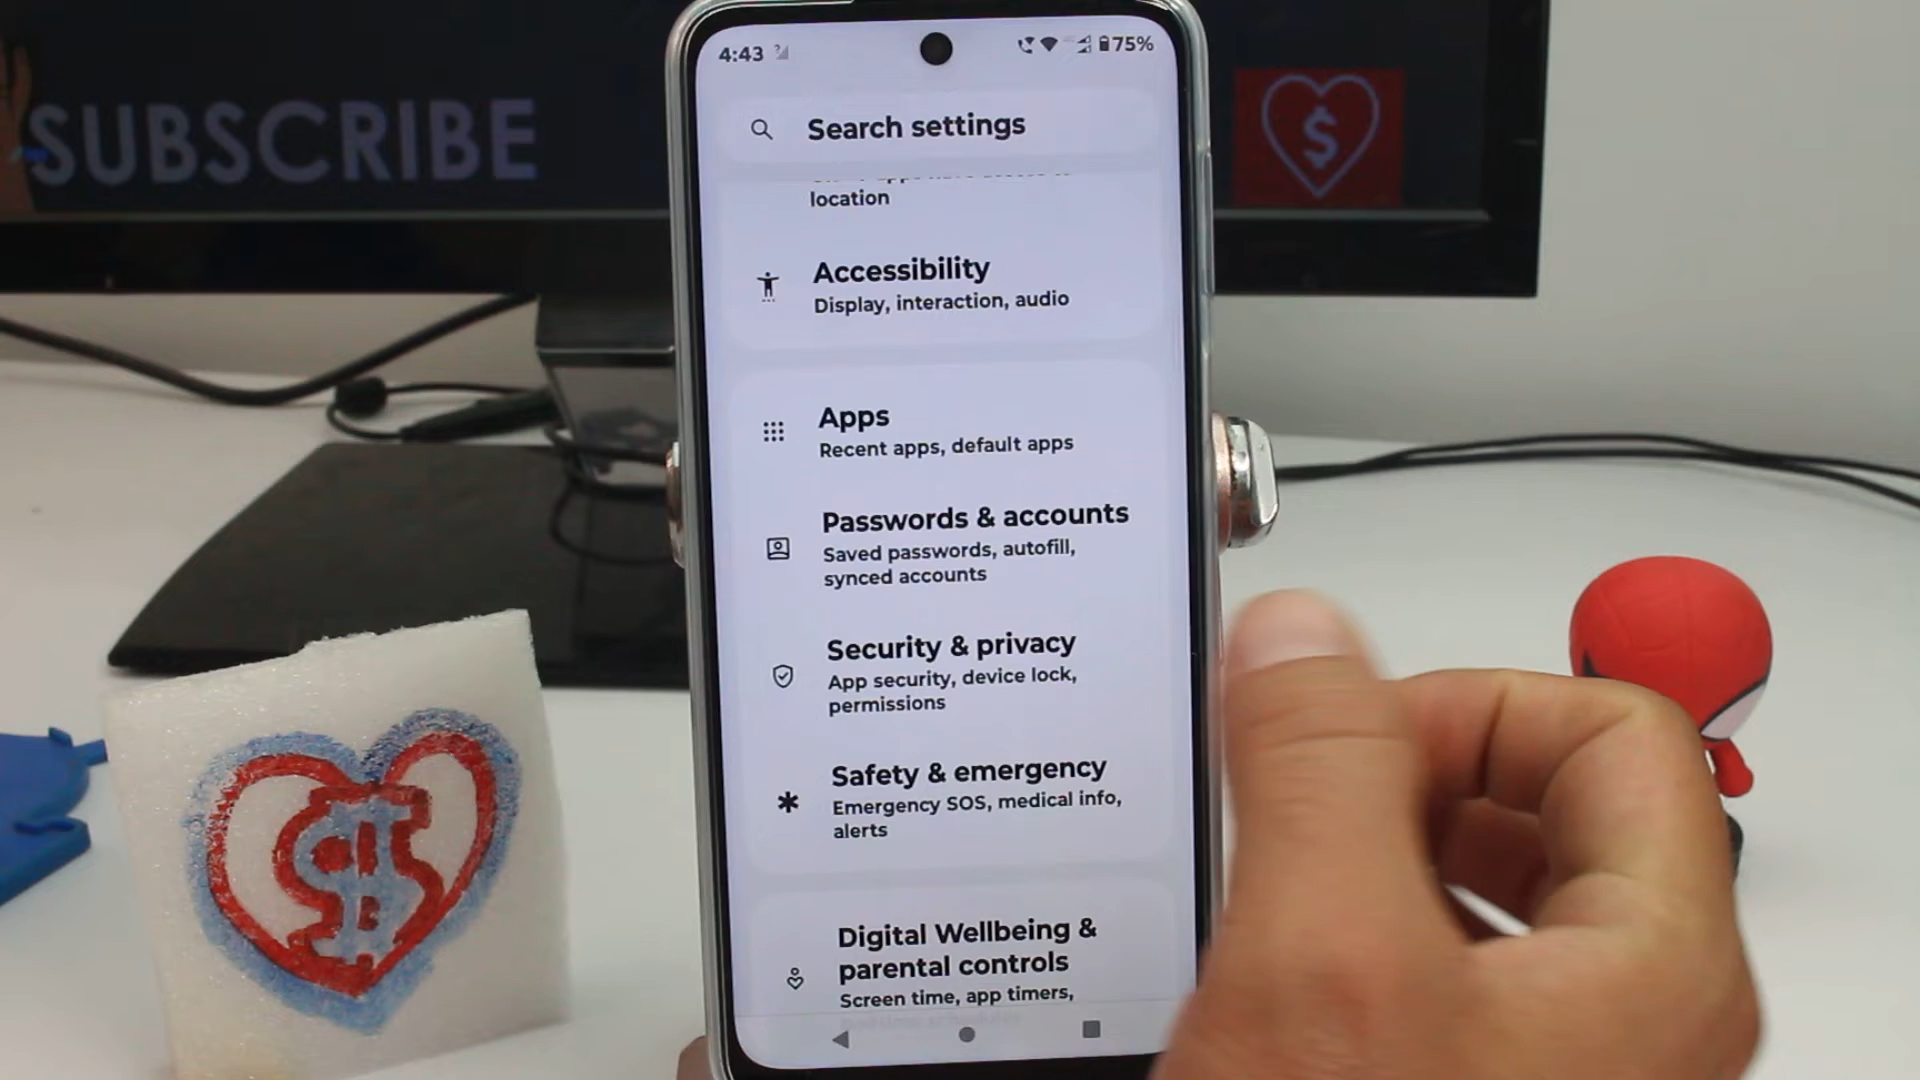 SUBSCRIBE
$
4:43
75%
Search settings
location
Accessibility
Display, interaction, audio
Apps
Recent apps, default apps
Passwords & accounts
Saved passwords, autofill,
synced accounts
Security & privacy
App security, device lock,
permissions
Safety & emergency
Emergency SOS, medical info,
alerts
Digital Wellbeing &
parental controls
Screen time, app timers,
$